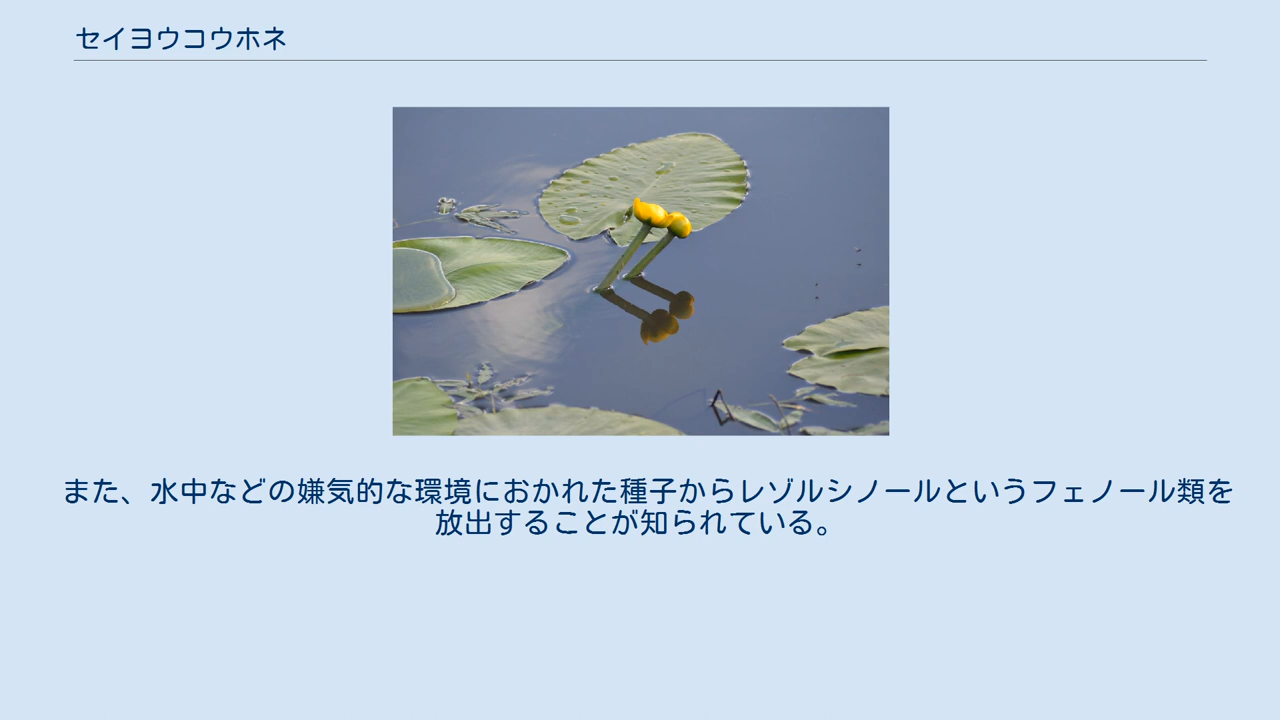 セイヨウコウホネ
また、水中などの嫌気的な環境におかれた種子からレゾルシノールというフェノール類を
放出することが知られている。